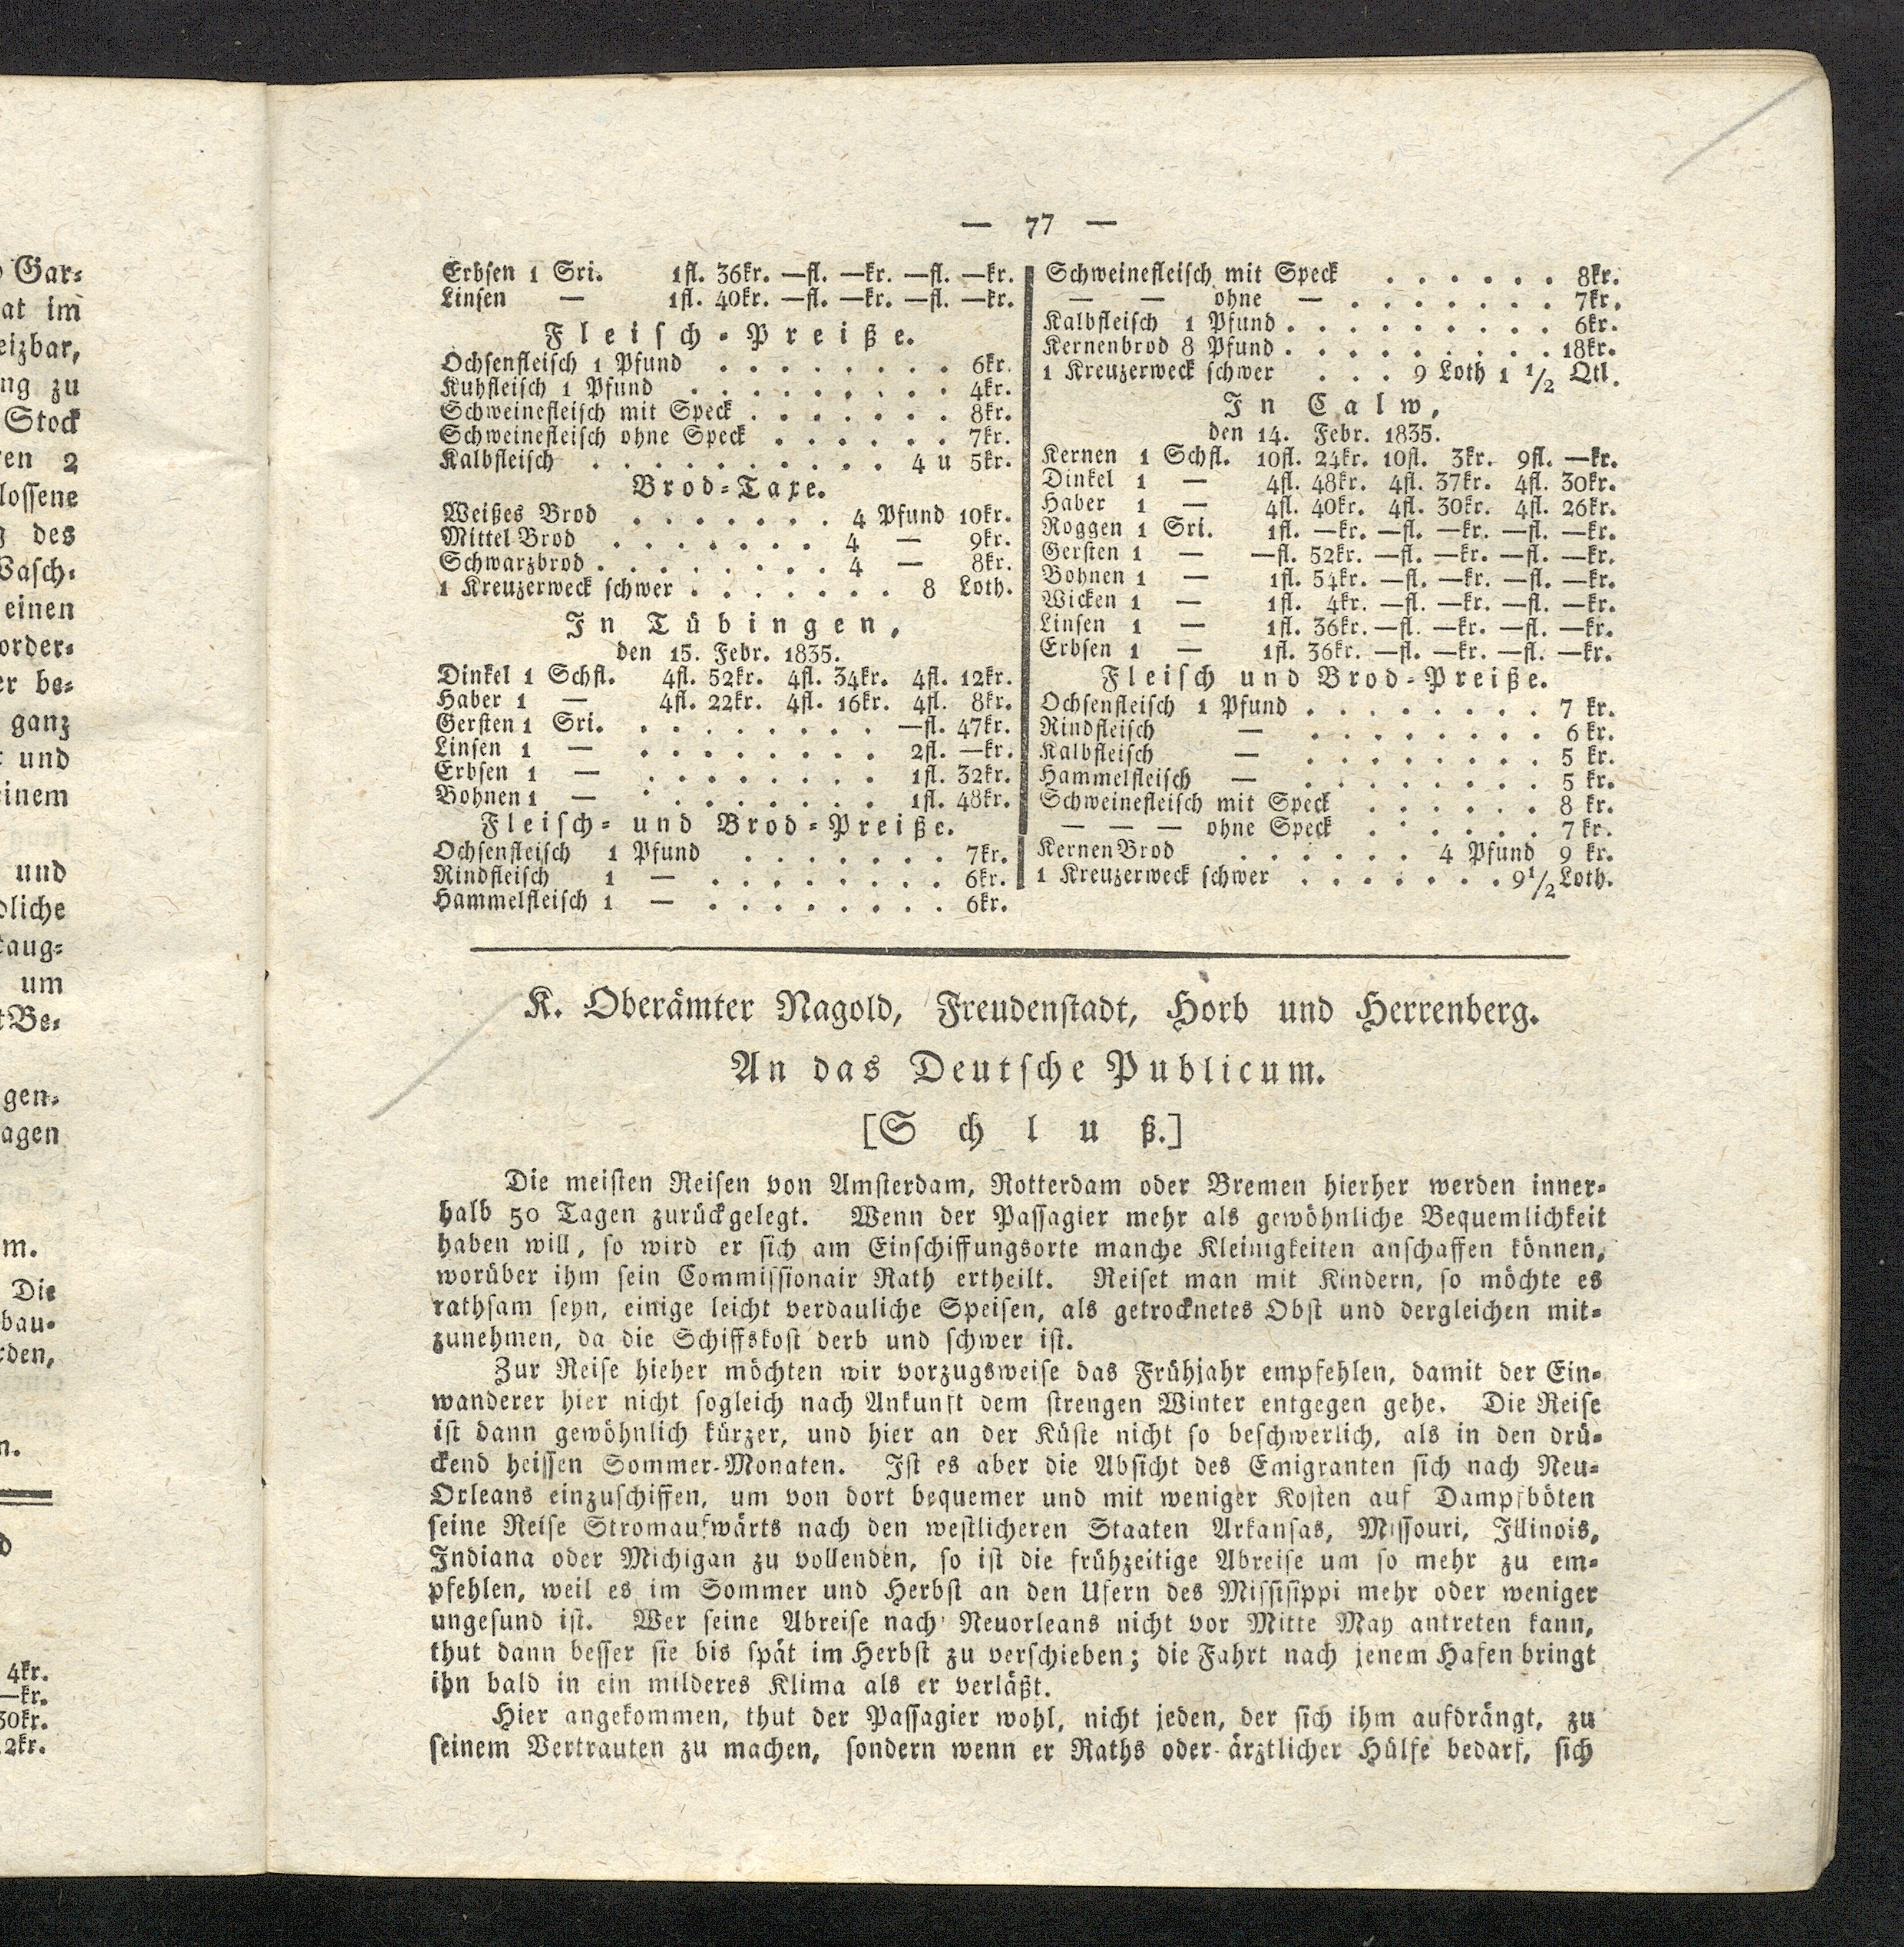 — 77 —
Erbsen 1 Sri. 1fl. 36kr. —fl. —kr. —fl. —kr.
Linsen — 1fl. 40kr. —fl. —kr. —fl. —kr.
Fleisch-Preiße.
Ochsenfleisch 1 Pfund . . . . . . . . 6kr.
Kuhfleisch 1 Pfund . . . . . . . . . 4kr.
Schweinefleisch mit Speck . . . . . . . 8kr.
Schweinefleisch ohne Speck . . . . . . 7kr.
Kalbfleisch . . . . . . . . . . 4 u 5kr.
Brod-Taxe.
Weißes Brod . . . . . . . 4 Pfund 10kr.
Mittel Brod . . . . . . . 4 — 9kr.
Schwarzbrod . . . . . . . . 4 — 8kr.
1 Kreuzerweck schwer . . . . . . . 8 Loth.
In Tübingen,
den 15. Febr. 1835.
Dinkel 1 Schfl. 4fl. 52kr. 4fl. 34kr. 4fl. 12kr.
Haber 1 — 4fl. 22kr. 4fl. 16kr. 4fl. 8kr.
Gersten 1 Sri. . . . . . . . . —fl. 47kr.
Linsen 1 — . . . . . . . . 2fl. —kr.
Erbsen 1 — . . . . . . . . 1fl. 32kr.
Bohnen 1 — . . . . . . . . 1fl. 48kr.
Fleisch- und Brod-Preiße.
Ochsenfleisch 1 Pfund . . . . . . . 7kr.
Rindfleisch 1 — . . . . . . . . 6kr.
Hammelfleisch 1 — . . . . . . . . 6kr.
Schweinefleisch mit Speck . . . . . . 8kr.
— — ohne — . . . . . . . 7kr.
Kalbfleisch 1 Pfund . . . . . . . . . 6kr.
Kernenbrod 8 Pfund . . . . . . . . . 18kr.
1 Kreuzerweck schwer . . . 9 Loth 1 1/2 Qtl.
In Calw,
den 14. Febr. 1835.
Kernen 1 Schfl. 10fl. 24kr. 10fl. 3kr. 9fl. —kr.
Dinkel 1 — 4fl. 48kr. 4fl. 37kr. 4fl. 30kr.
Haber 1 — 4fl. 40kr. 4fl. 30kr. 4fl. 26kr.
Roggen 1 Sri. 1fl. —kr. —fl. —kr. —fl. —kr.
Gersten 1 — —fl. 52kr. —fl. —kr. —fl. —kr.
Bohnen 1 — 1fl. 54kr. —fl. —kr. —fl. —kr.
Wicken 1 — 1fl. 4kr. —fl. —kr. —fl. —kr.
Linsen 1 — 1fl. 36kr. —fl. —kr. —fl. —kr.
Erbsen 1 — 1fl. 36kr. —fl. —kr. —fl. —kr.
Fleisch und Brod-Preiße.
Ochsenfleisch 1 Pfund . . . . . . . . 7 kr.
Rindfleisch — . . . . . . . . 6 kr.
Kalbfleisch — . . . . . . . . 5 kr.
Hammelfleisch — . . . . . . . . 5 kr.
Schweinefleisch mit Speck . . . . . . 8 kr.
— — — ohne Speck . . . . . . 7 kr.
Kernen Brod . . . . . . 4 Pfund 9 kr.
1 Kreuzerweck schwer . . . . . . . 9 1/2 Loth.
K. Oberämter Nagold, Freudenstadt, Horb und Herrenberg.
An das Deutsche Publicum.
[Schluß.]
Die meisten Reisen von Amsterdam, Rotterdam oder Bremen hierher werden inner-
halb 50 Tagen zurückgelegt. Wenn der Passagier mehr als gewöhnliche Bequemlichkeit
haben will, so wird er sich am Einschiffungsorte manche Kleinigkeiten anschaffen können,
worüber ihm sein Commissionair Rath ertheilt. Reiset man mit Kindern, so möchte es
rathsam seyn, einige leicht verdauliche Speisen, als getrocknetes Obst und dergleichen mit-
zunehmen, da die Schiffskost derb und schwer ist.
Zur Reise hieher möchten wir vorzugsweise das Frühjahr empfehlen, damit der Ein-
wanderer hier nicht sogleich nach Ankunft dem strengen Winter entgegen gehe. Die Reise
ist dann gewöhnlich kürzer, und hier an der Küste nicht so beschwerlich, als in den drü-
ckend heissen Sommer-Monaten. Ist es aber die Absicht des Emigranten sich nach Neu-
Orleans einzuschiffen, um von dort bequemer und mit weniger Kosten auf Dampfböten
seine Reise Stromaufwärts nach den westlicheren Staaten Arkansas, Missouri, Illinois,
Indiana oder Michigan zu vollenden, so ist die frühzeitige Abreise um so mehr zu em-
pfehlen, weil es im Sommer und Herbst an den Ufern des Missisippi mehr oder weniger
ungesund ist. Wer seine Abreise nach Neuorleans nicht vor Mitte May antreten kann,
thut dann besser sie bis spät im Herbst zu verschieben; die Fahrt nach jenem Hafen bringt
ihn bald in ein milderes Klima als er verläßt.
Hier angekommen, thut der Passagier wohl, nicht jeden, der sich ihm aufdrängt, zu
seinem Vertrauten zu machen, sondern wenn er Raths oder ärztlicher Hülfe bedarf, sich